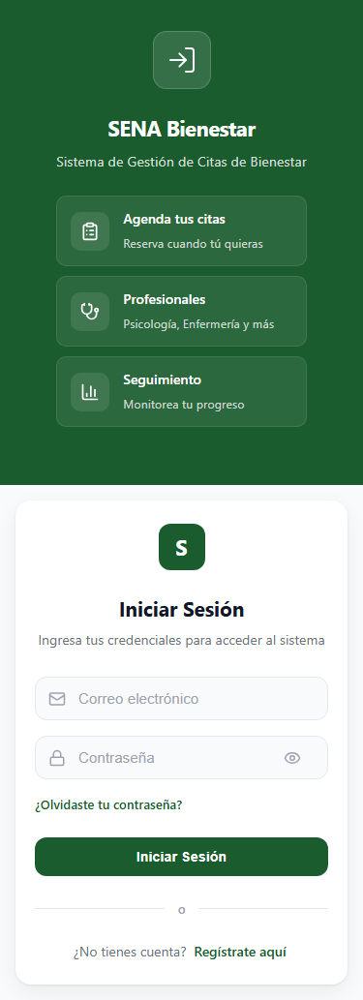 SENA Bienestar
Sistema de Gestión de Citas de Bienestar
Agenda tus citas
Reserva cuando tú quieras
Profesionales
Psicología, Enfermería y más
Seguimiento
Monitorea tu progreso
S
Iniciar Sesión
Ingresa tus credenciales para acceder al sistema
Correo electrónico
Contraseña
¿Olvidaste tu contraseña?
Iniciar Sesión
o
¿No tienes cuenta? Regístrate aquí